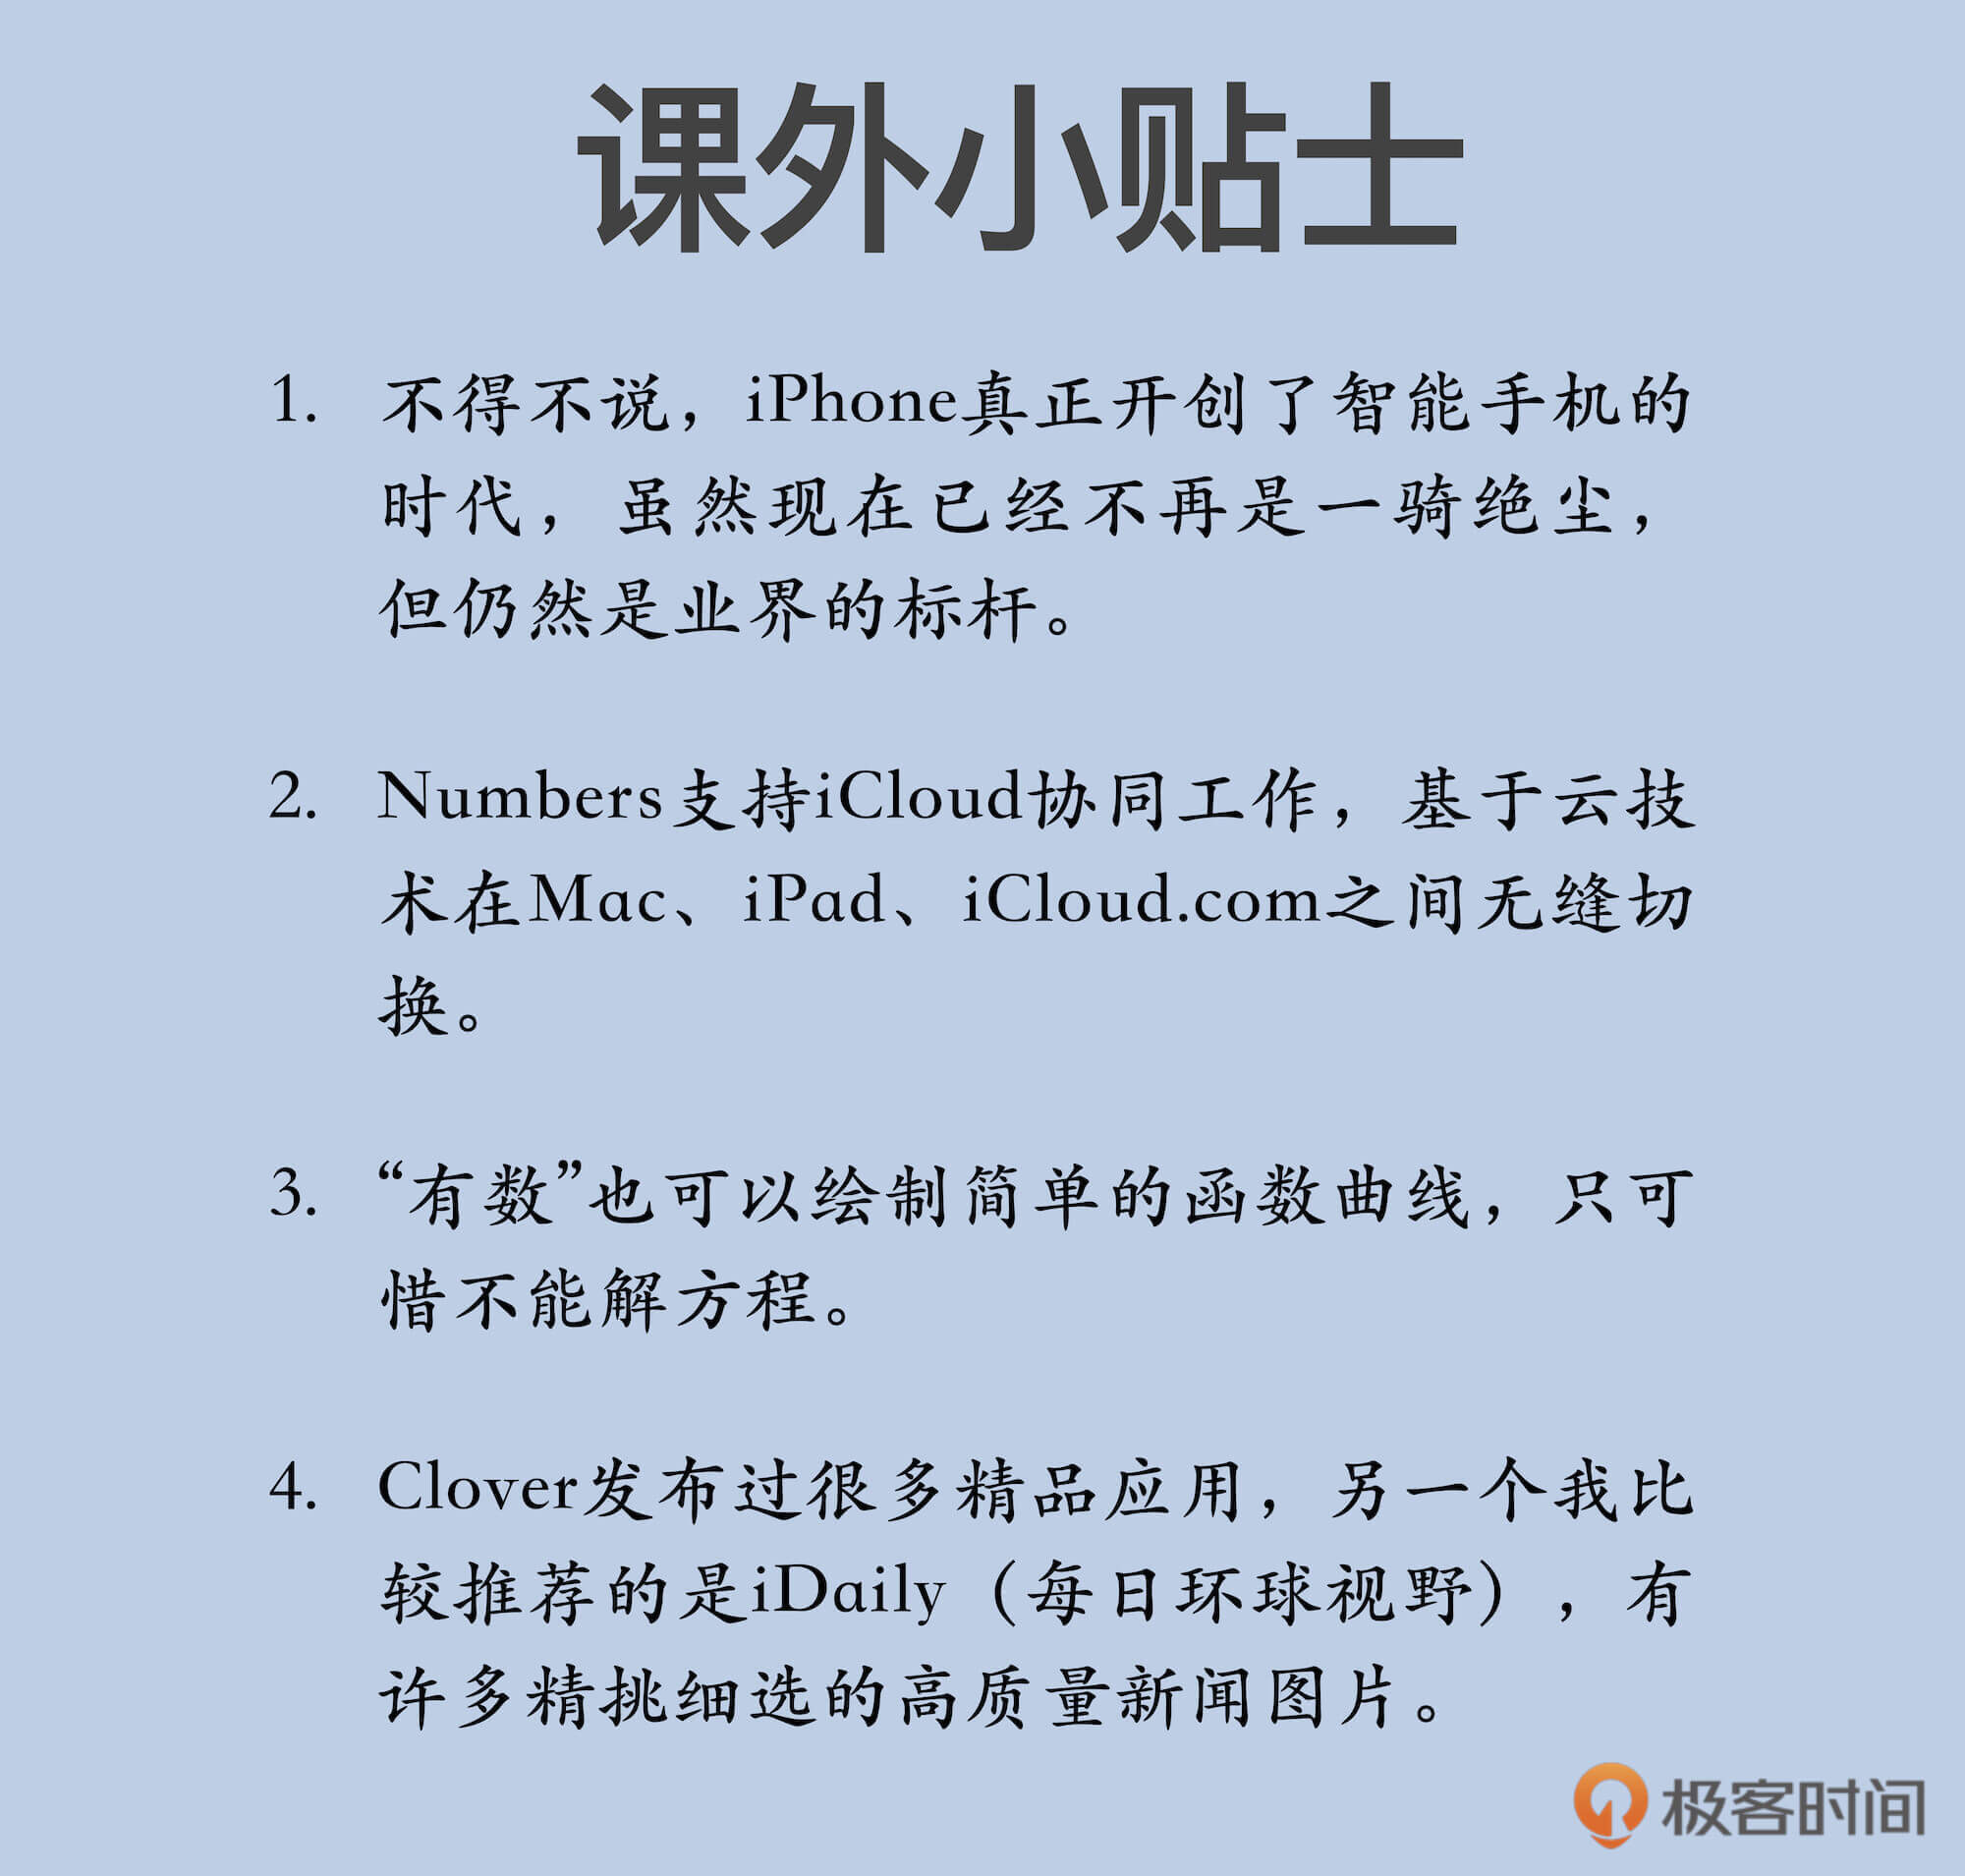 课外小贴士
1. 不得不说，iPhone真正开创了智能手机的
时代，虽然现在已经不再是一骑绝尘，
但仍然是业界的标杆。
2. Numbers支持iCloud协同工作，基于云技
术在Mac、iPad、iCloud.com之间无缝切
换。
3. “有数”也可以绘制简单的函数曲线，只可
惜不能解方程。
4. Clover发布过很多精品应用，另一个我比
较推荐的是iDaily（每日环球视野），有
许多精挑细选的高质量新闻图片。
极客时间